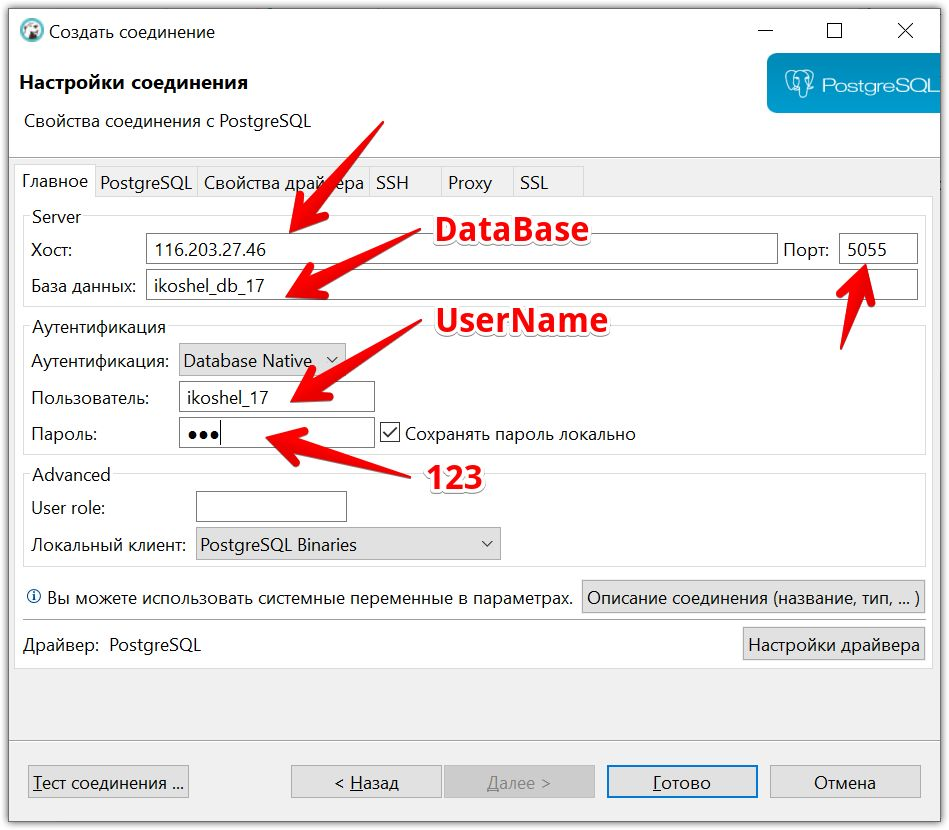 Создать соединение
Настройки соединения
Свойства соединения с PostgreSQL
PostgreSQL
Главное PostgreSQL Свойства драйвера SSH Proxy SSL
Server
Хост: 116.203.27.46 Порт: 5055
DataBase
База данных: ikoshel_db_17
Аутентификация
UserName
Аутентификация: Database Native
Пользователь: ikoshel_17
Пароль: ●●● Сохранять пароль локально
123
Advanced
User role:
Локальный клиент: PostgreSQL Binaries
Вы можете использовать системные переменные в параметрах. Описание соединения (название, тип, ... )
Драйвер: PostgreSQL Настройки драйвера
Тест соединения ... < Назад Далее > Готово Отмена